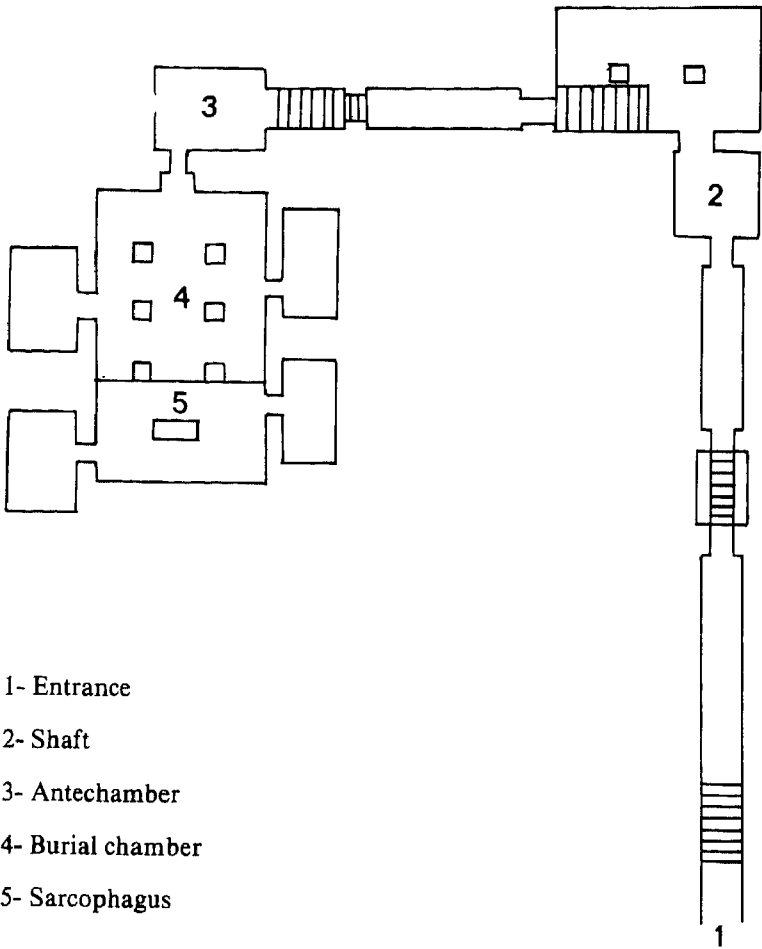 3
2
4
5
1- Entrance
2- Shaft
3- Antechamber
4- Burial chamber
5- Sarcophagus
1